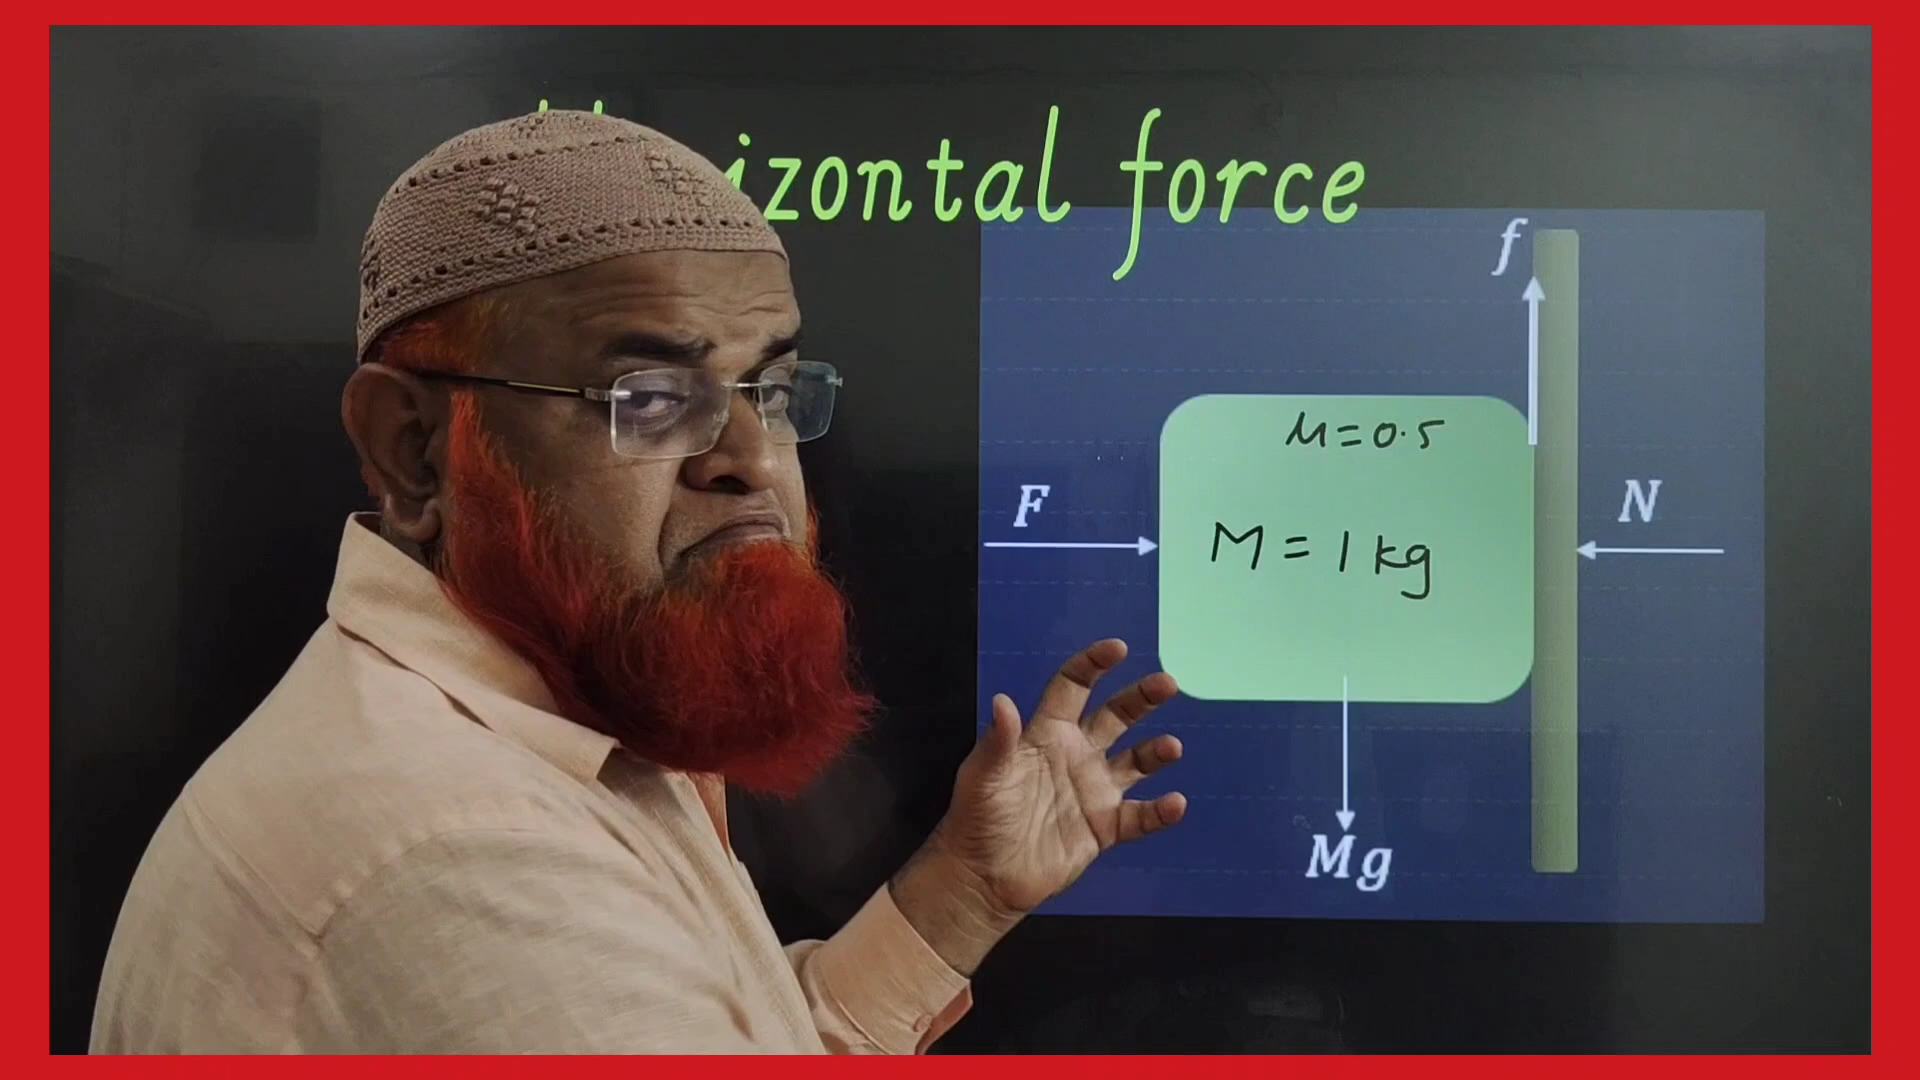 izontal force
f
μ=0.5
F
N
M = 1 kg
Mg